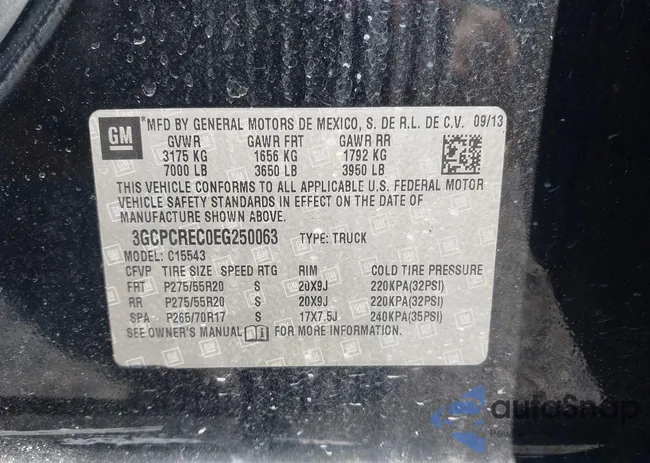 GM *MFD BY GENERAL MOTORS DE MEXICO, S. DE R.L. DE C.V. 09/13
GVWR GAWR FRT GAWR RR
3175 KG 1656 KG 1792 KG
7000 LB 3650 LB 3950 LB
THIS VEHICLE CONFORMS TO ALL APPLICABLE U.S. FEDERAL MOTOR
VEHICLE SAFETY STANDARDS IN EFFECT ON THE DATE OF
MANUFACTURE SHOWN ABOVE.
3GCPCREC0EG250063 TYPE: TRUCK
MODEL: C15543
CFVP TIRE SIZE SPEED RTG RIM COLD TIRE PRESSURE
FRT P275/55R20 S 20X9J 220KPA(32PSI)
RR P275/55R20 S 20X9J 220KPA(32PSI)
SPA P265/70R17 S 17X7.5J 240KPA(35PSI)
SEE OWNER'S MANUAL FOR MORE INFORMATION.
autoSnap
Power